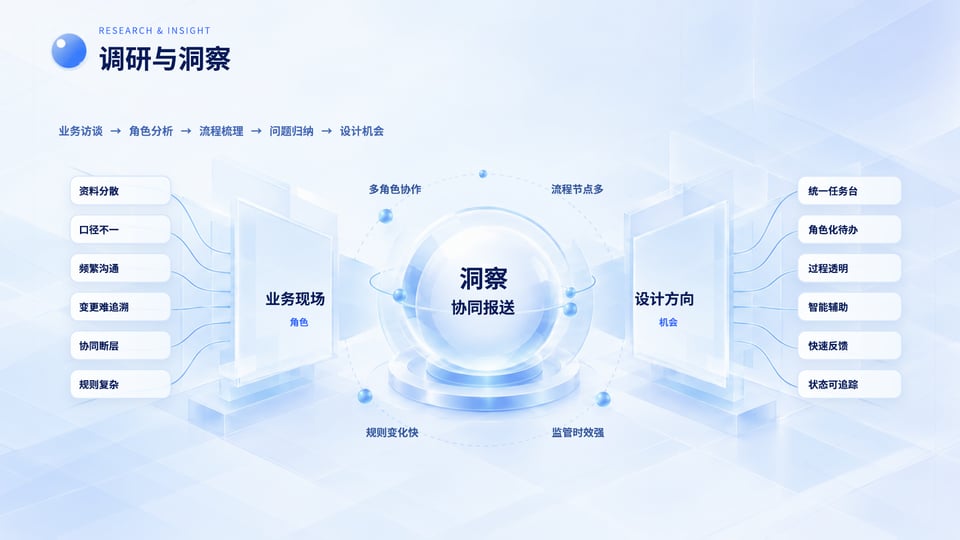 RESEARCH & INSIGHT
调研与洞察
业务访谈 → 角色分析 → 流程梳理 → 问题归纳 → 设计机会
资料分散
口径不一
频繁沟通
变更难追溯
协同断层
规则复杂
业务现场
角色
多角色协作
流程节点多
洞察
协同报送
规则变化快
监管时效强
设计方向
机会
统一任务台
角色化待办
过程透明
智能辅助
快速反馈
状态可追踪